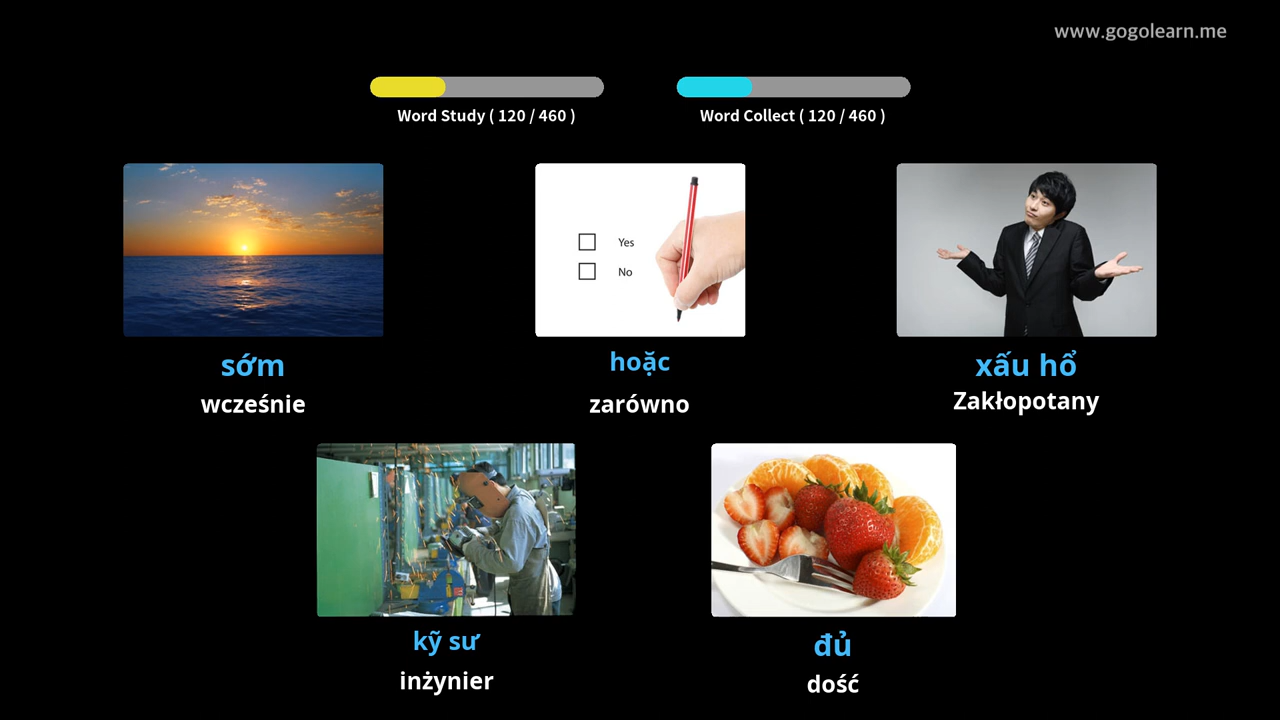 www.gogolearn.me
Word Study ( 120 / 460 )
Word Collect ( 120 / 460 )
Yes
No
sớm
hoặc
xấu hổ
wcześnie
zarówno
Zakłopotany
kỹ sư
đủ
inżynier
dość